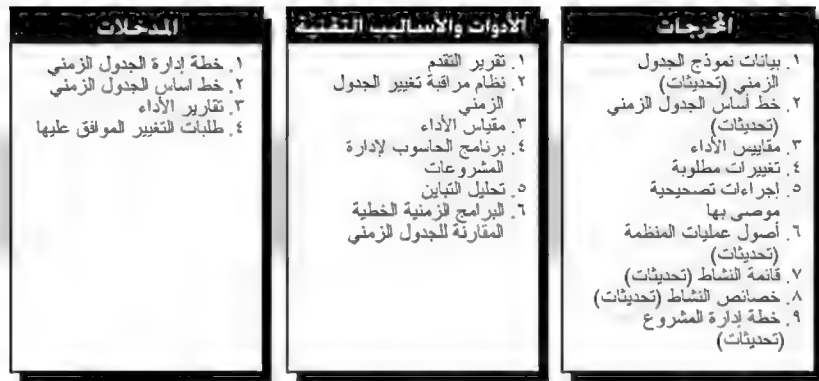 المخرجات
١. بيانات نموذج الجدول
الزمني (تحديثات)
٢. خط أساس الجدول الزمني
(تحديثات)
٣. مقاييس الأداء
٤. تغييرات مطلوبة
٥. إجراءات تصحيحية
موصى بها
٦. أصول عمليات المنظمة
(تحديثات)
٧. قائمة النشاط (تحديثات)
٨. خصائص النشاط (تحديثات)
٩. خطة إدارة المشروع
(تحديثات)
الأدوات والأساليب التقنية
١. تقرير التقدم
٢. نظام مراقبة تغيير الجدول
الزمني
٣. مقياس الأداء
٤. برنامج الحاسوب لإدارة
المشروعات
٥. تحليل التباين
٦. البرامج الزمنية الخطية
المقارنة للجدول الزمني
المدخلات
١. خطة إدارة الجدول الزمني
٢. خط اساس الجدول الزمني
٣. تقارير الأداء
٤. طلبات التغيير الموافق عليها